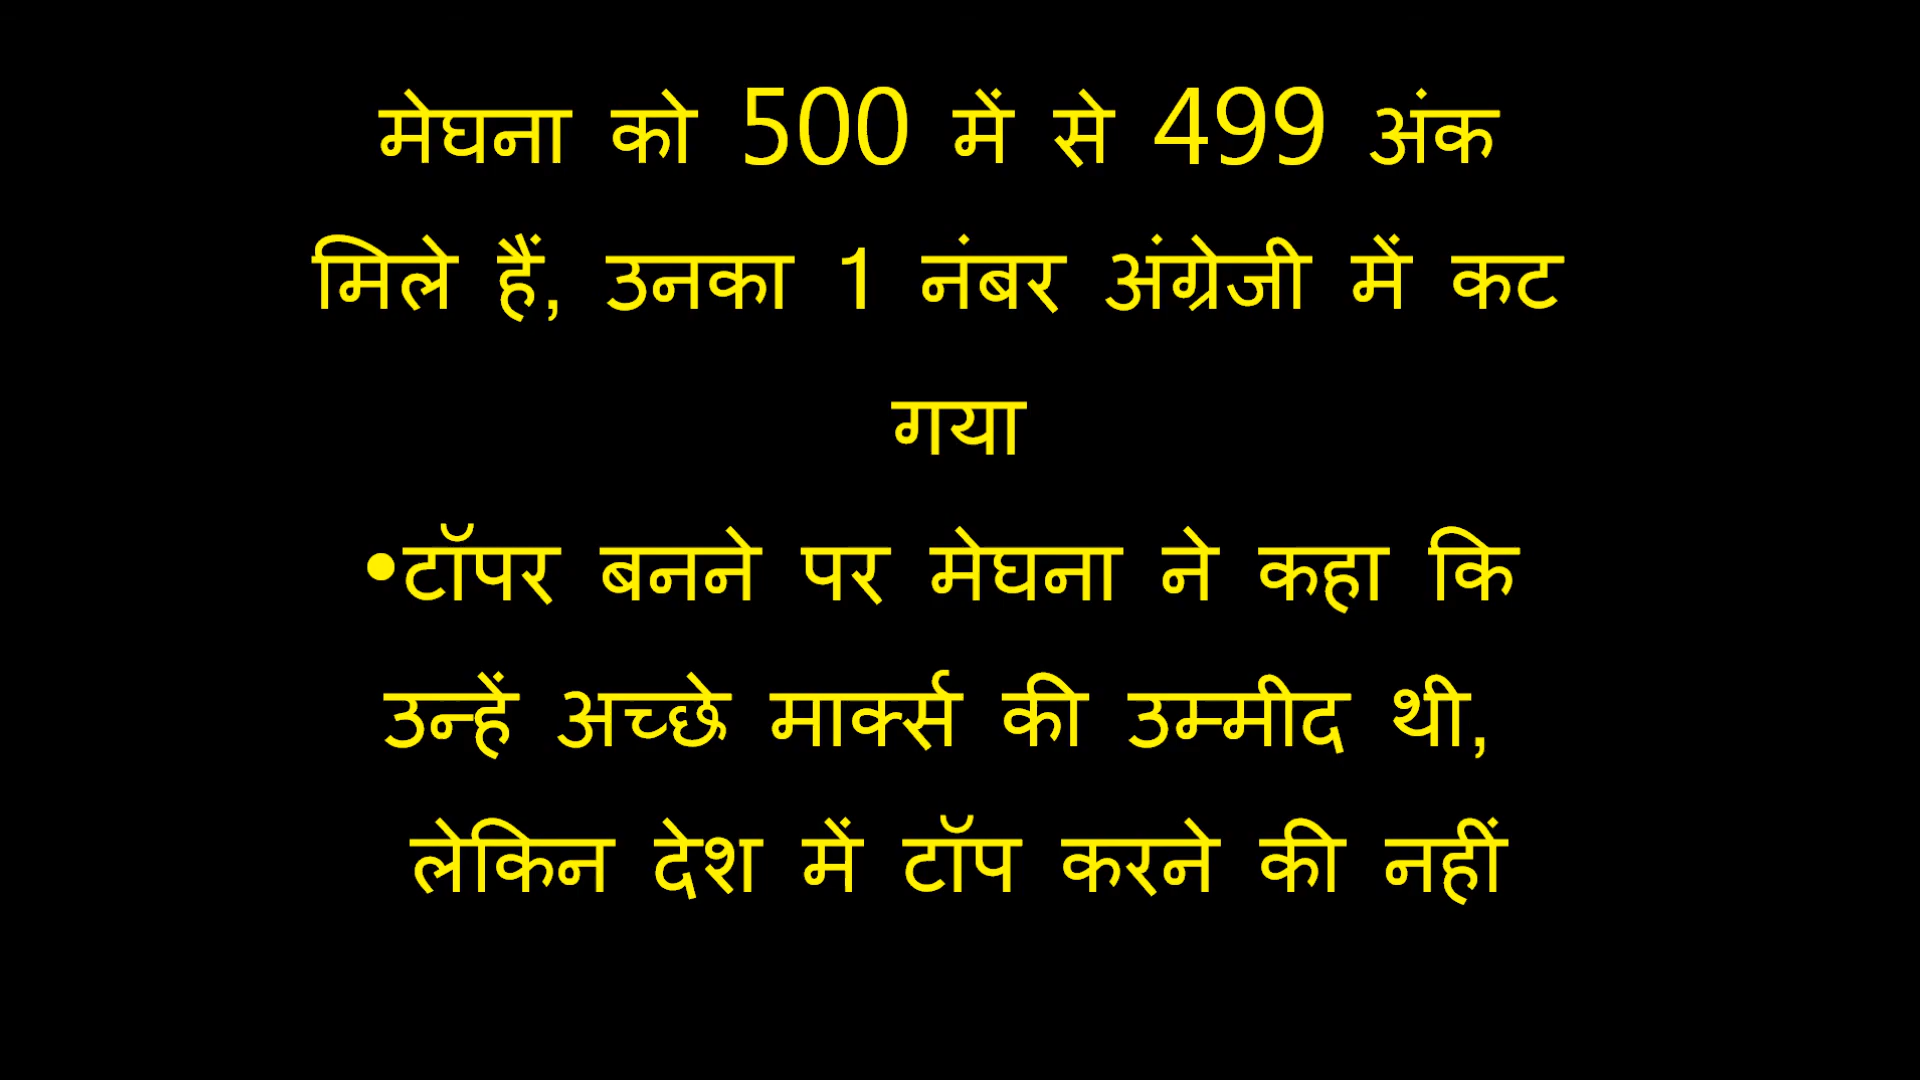 मेघना को 500 में से 499 अंक
मिले हैं, उनका 1 नंबर अंग्रेजी में कट
गया
•टॉपर बनने पर मेघना ने कहा कि
उन्हें अच्छे मार्क्स की उम्मीद थी,
लेकिन देश में टॉप करने की नहीं